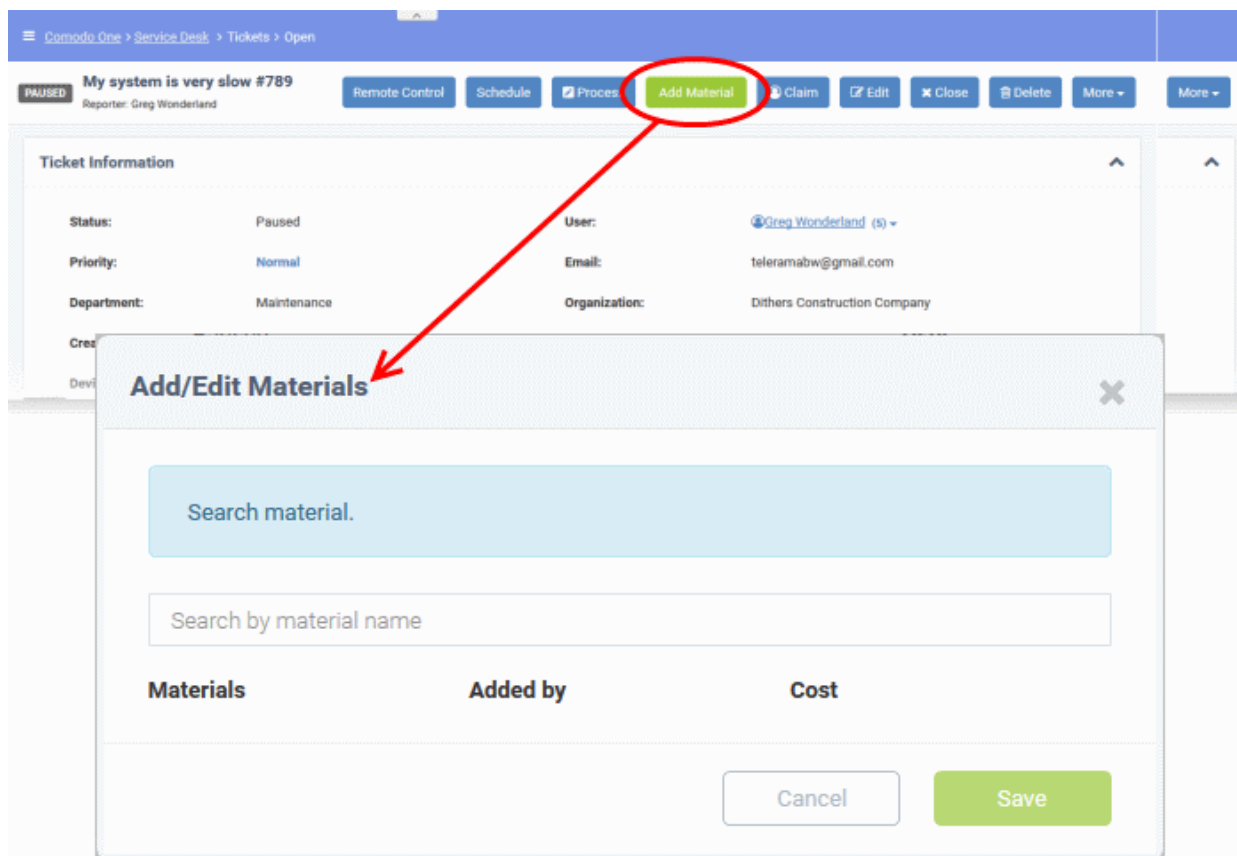 Comodo One > Service Desk > Tickets > Open
PAUSED My system is very slow #789 Remote Control Schedule Proces Add Material Claim Edit Close Delete More More
Reporter: Greg Wonderland
Ticket Information
Status: Paused User: Greg Wonderland (5)
Priority: Normal Email: teleramabw@gmail.com
Department: Maintenance Organization: Dithers Construction Company
Crea
Devi
Add/Edit Materials
Search material.
Search by material name
Materials Added by Cost
Cancel Save